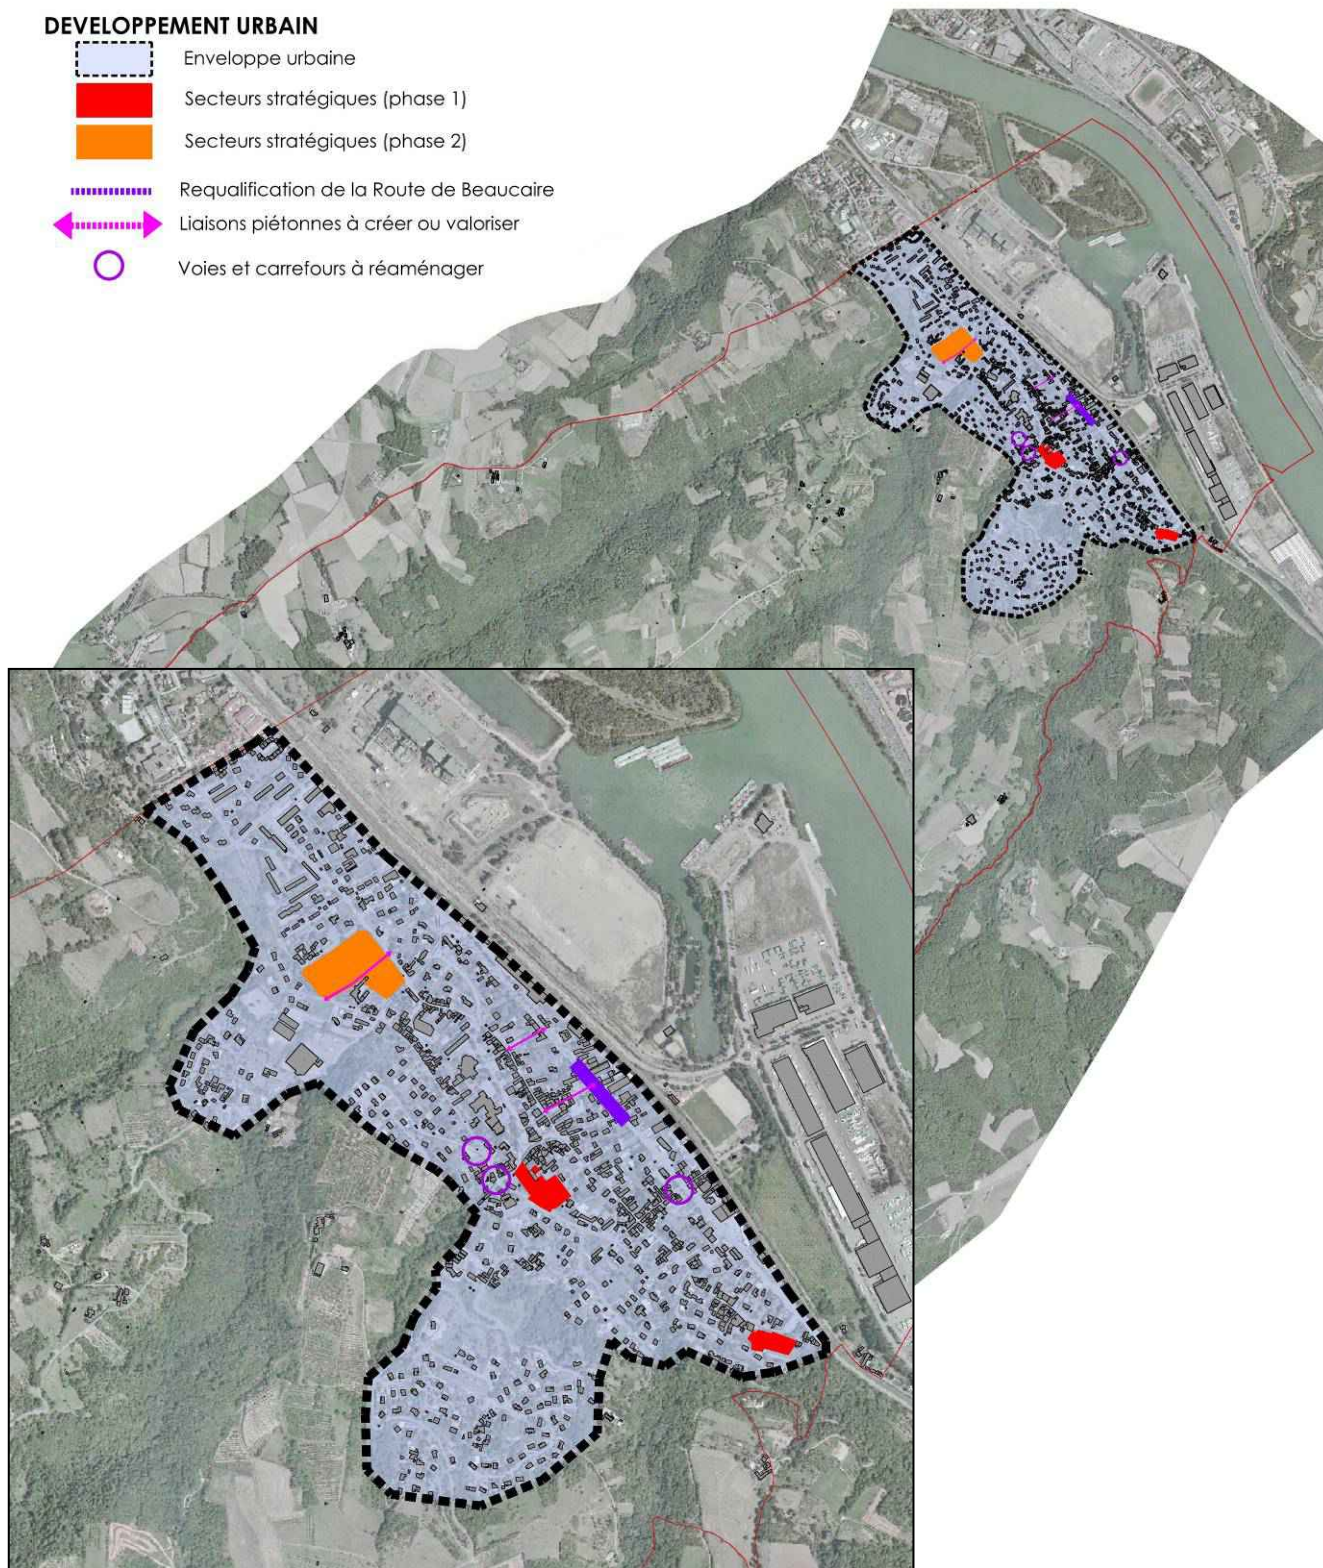 DEVELOPPEMENT URBAIN
Enveloppe urbaine
Secteurs stratégiques (phase 1)
Secteurs stratégiques (phase 2)
Requalification de la Route de Beaucaire
Liaisons piétonnes à créer ou valoriser
Voies et carrefours à réaménager